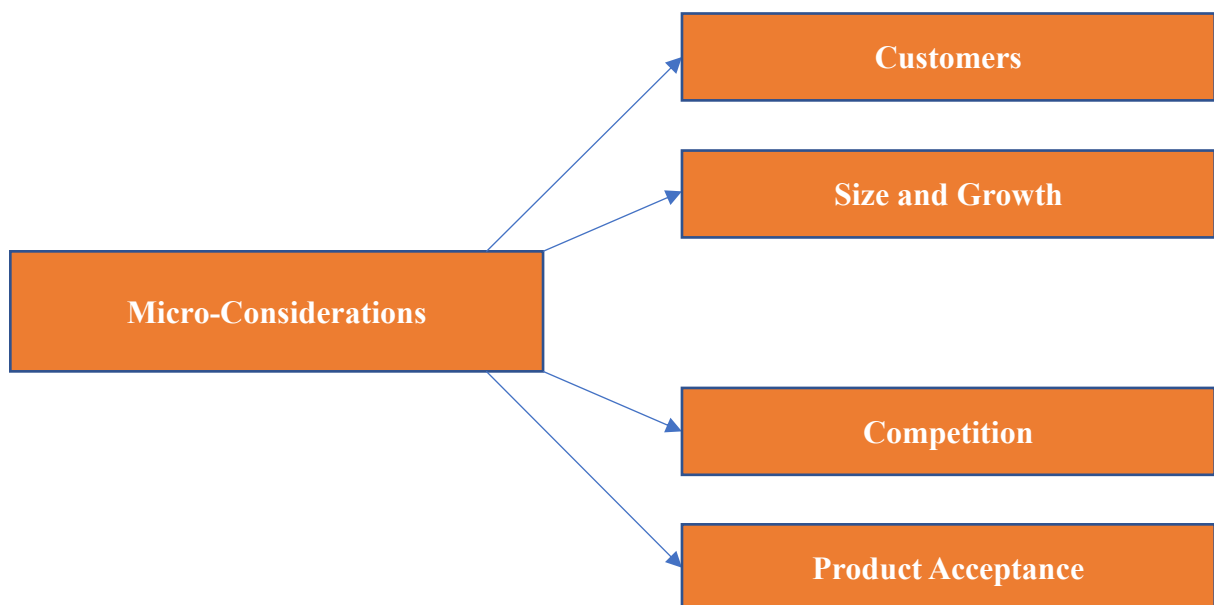 Customers
Size and Growth
Micro-Considerations
Competition
Product Acceptance